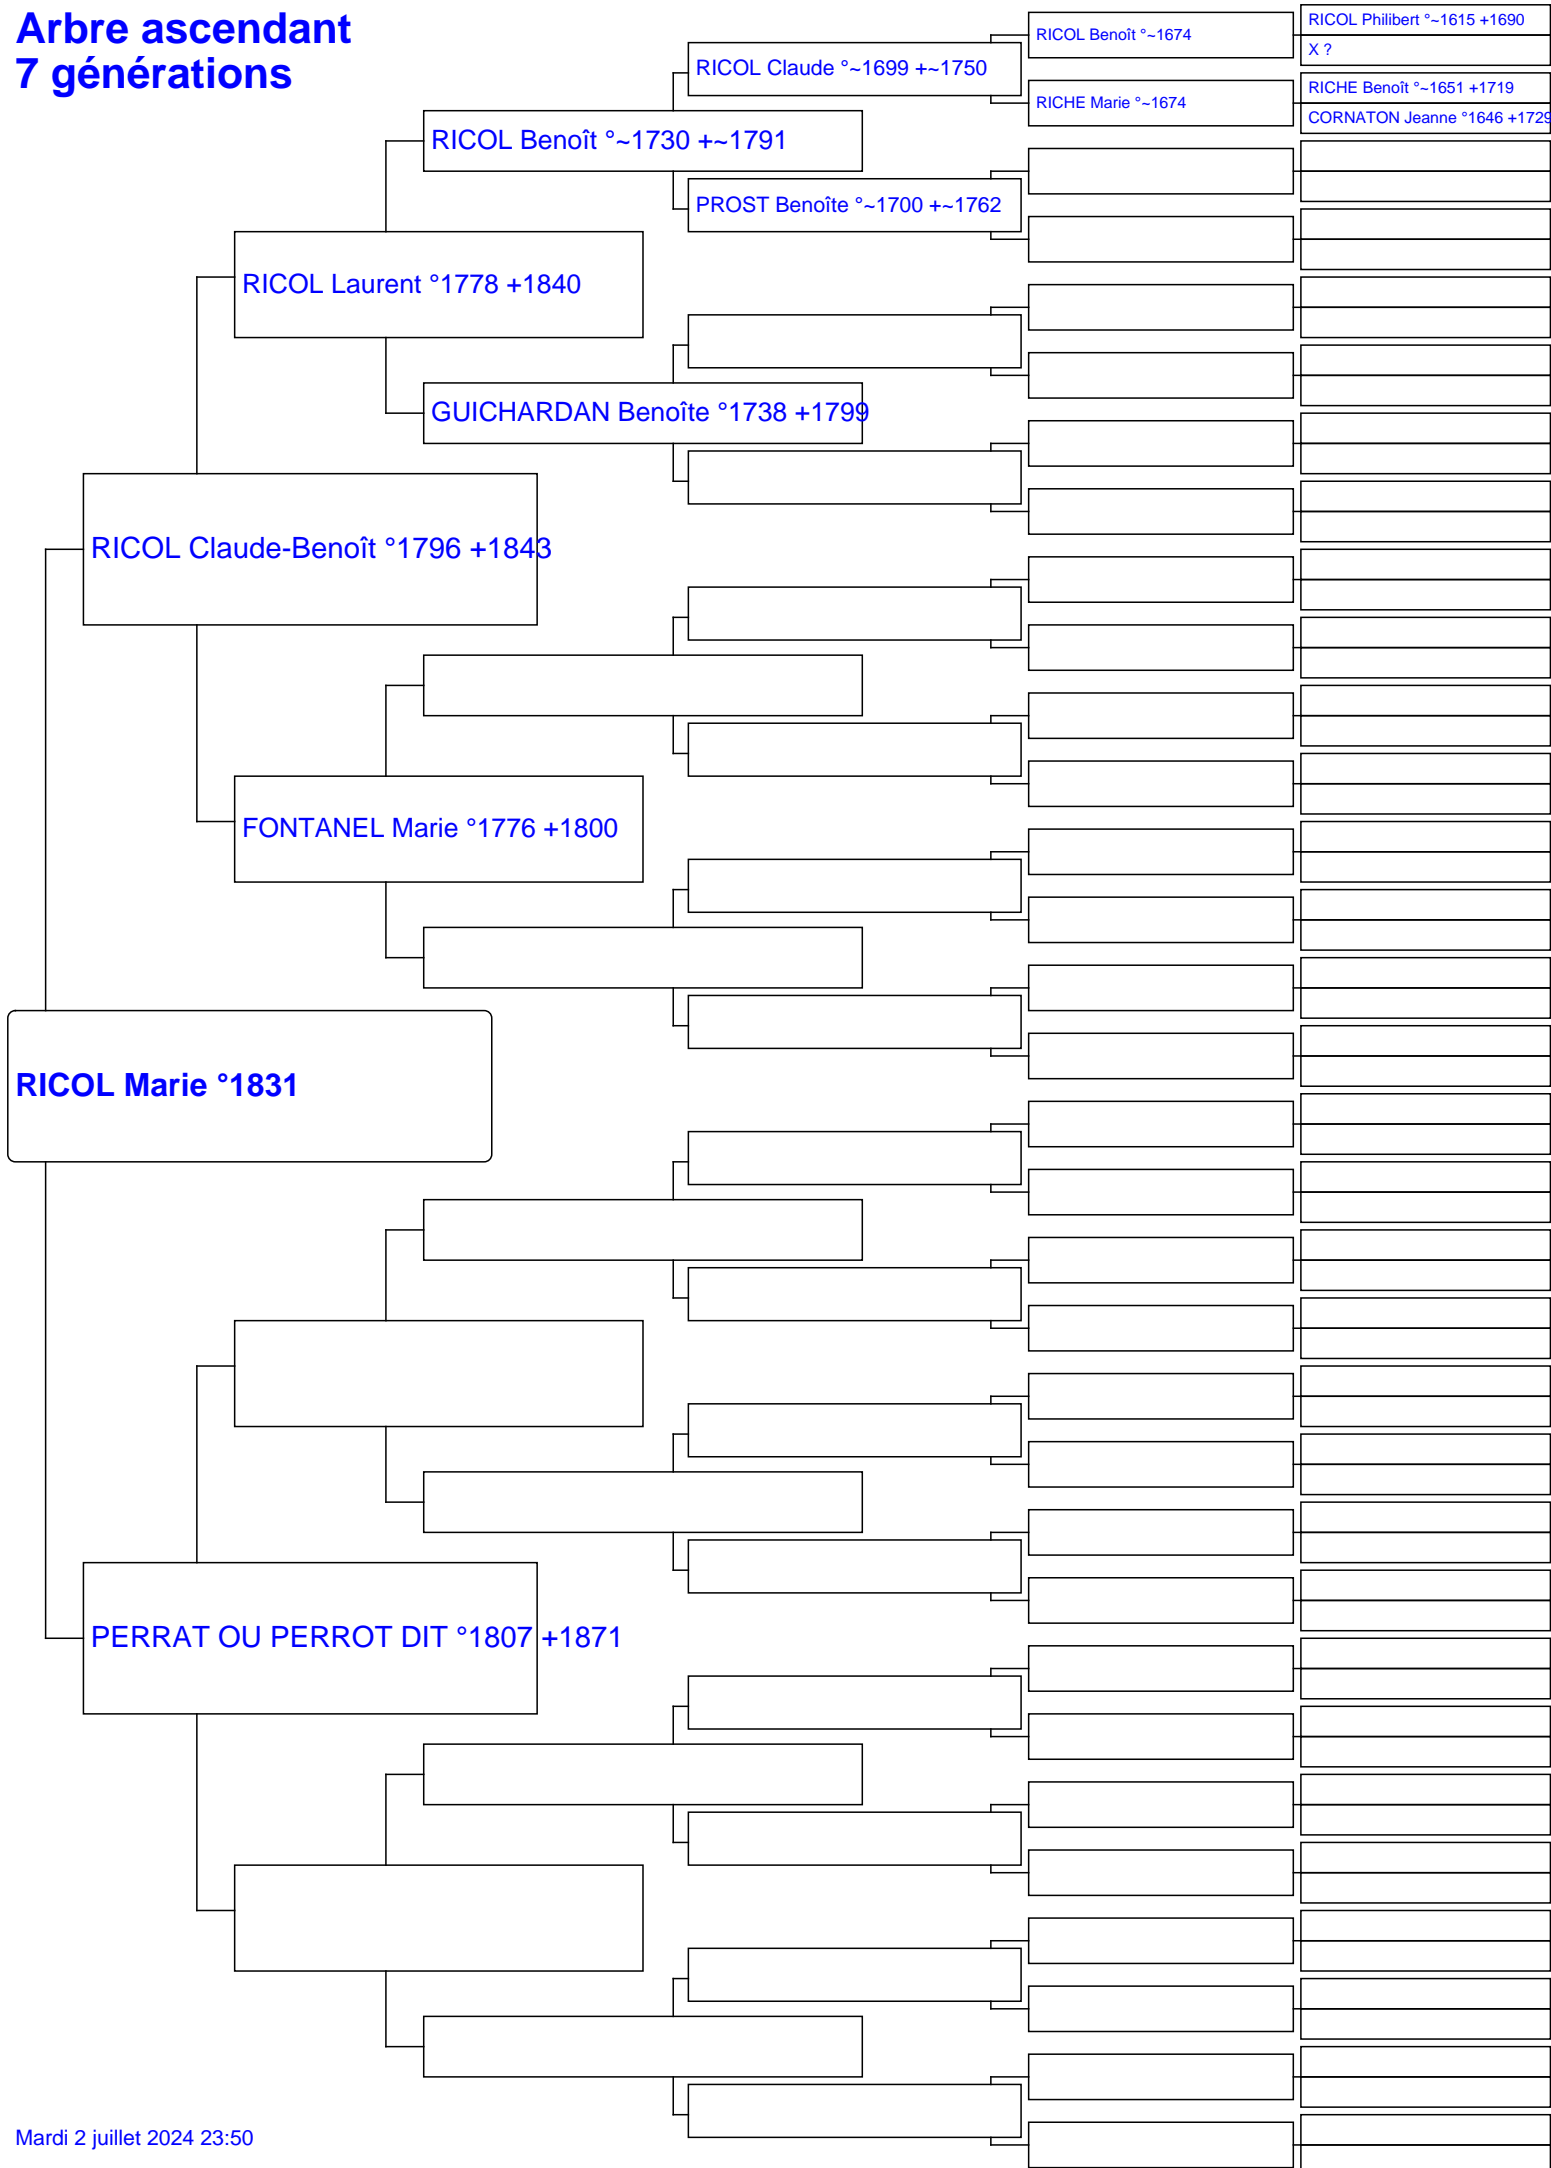 Arbre ascendant
7 générations
RICOL Philibert °~1615 +1690
RICOL Benoît °~1674
X ?
RICOL Claude °~1699 +~1750
RICHE Benoît °~1651 +1719
RICHE Marie °~1674
CORNATON Jeanne °1646 +1729
RICOL Benoît °~1730 +~1791
PROST Benoîte °~1700 +~1762
RICOL Laurent °1778 +1840
GUICHARDAN Benoîte °1738 +1799
RICOL Claude-Benoît °1796 +1843
FONTANEL Marie °1776 +1800
RICOL Marie °1831
PERRAT OU PERROT DIT °1807 +1871
Mardi 2 juillet 2024 23:50